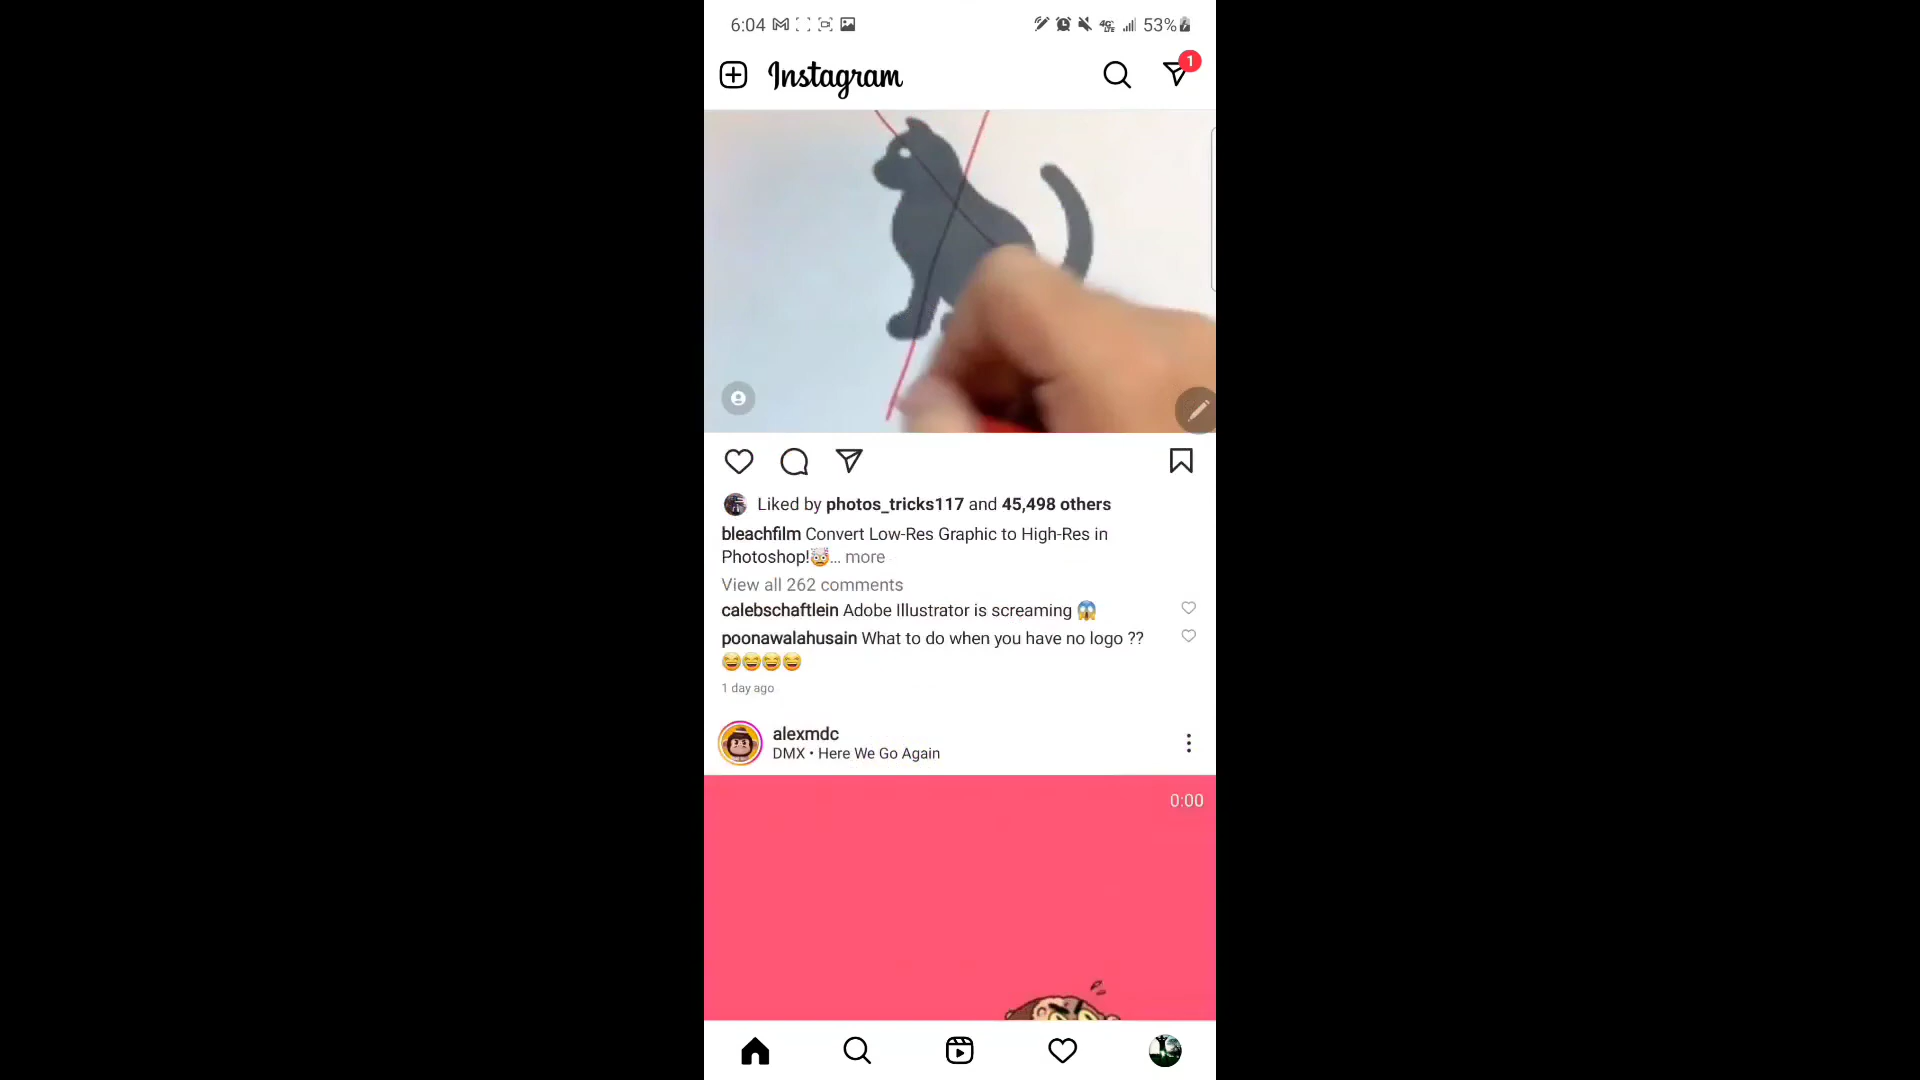 6:04 53%
Instagram 1
Liked by photos_tricks117 and 45,498 others
bleachfilm Convert Low-Res Graphic to High-Res in
Photoshop!🤯... more
View all 262 comments
calebschaftlein Adobe Illustrator is screaming 😱
poonawalahusain What to do when you have no logo ??
😂😂😂😂
1 day ago
alexmdc
DMX • Here We Go Again
0:00